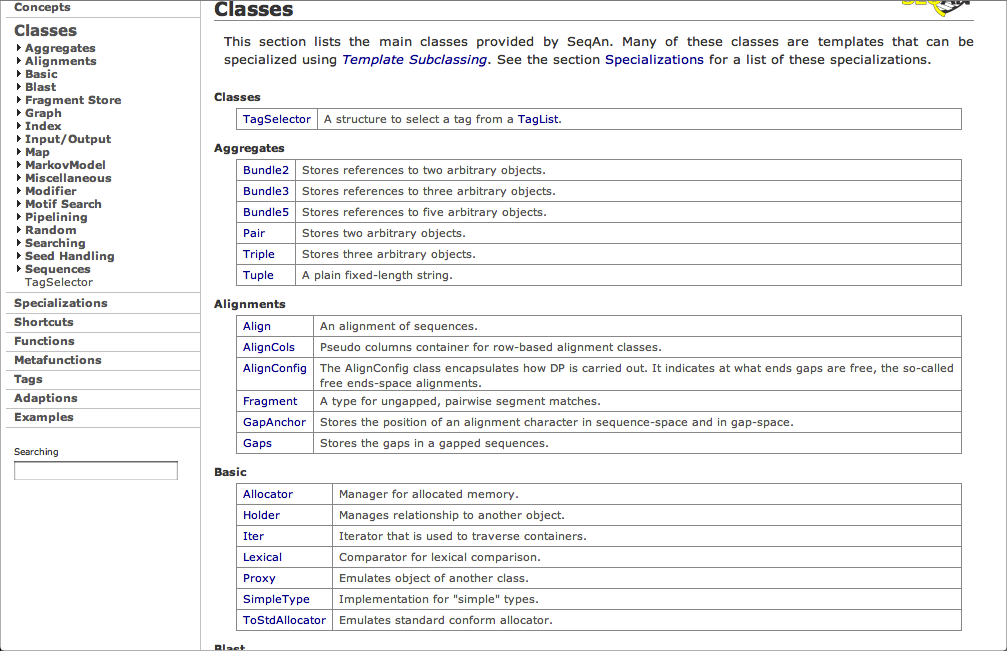 Concepts
Classes
Aggregates
Alignments
Basic
Blast
Fragment Store
Graph
Index
Input/Output
Map
MarkovModel
Miscellaneous
Modifier
Motif Search
Pipelining
Random
Searching
Seed Handling
Sequences
TagSelector
Specializations
Shortcuts
Functions
Metafunctions
Tags
Adaptions
Examples
Searching
Classes
This section lists the main classes provided by SeqAn. Many of these classes are templates that can be
specialized using Template Subclassing. See the section Specializations for a list of these specializations.
Classes
TagSelector A structure to select a tag from a TagList.
Aggregates
Bundle2 Stores references to two arbitrary objects.
Bundle3 Stores references to three arbitrary objects.
Bundle5 Stores references to five arbitrary objects.
Pair Stores two arbitrary objects.
Triple Stores three arbitrary objects.
Tuple A plain fixed-length string.
Alignments
Align An alignment of sequences.
AlignCols Pseudo columns container for row-based alignment classes.
AlignConfig The AlignConfig class encapsulates how DP is carried out. It indicates at what ends gaps are free, the so-called
free ends-space alignments.
Fragment A type for ungapped, pairwise segment matches.
GapAnchor Stores the position of an alignment character in sequence-space and in gap-space.
Gaps Stores the gaps in a gapped sequences.
Basic
Allocator Manager for allocated memory.
Holder Manages relationship to another object.
Iter Iterator that is used to traverse containers.
Lexical Comparator for lexical comparison.
Proxy Emulates object of another class.
SimpleType Implementation for "simple" types.
ToStdAllocator Emulates standard conform allocator.
Blast